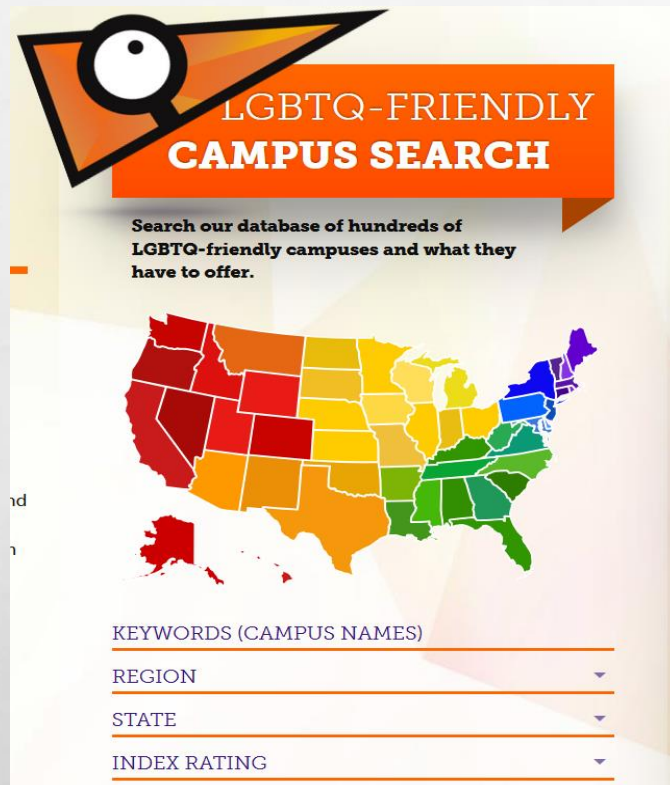 LGBTQ-FRIENDLY
CAMPUS SEARCH
Search our database of hundreds of
LGBTQ-friendly campuses and what they
have to offer.
nd
KEYWORDS (CAMPUS NAMES)
REGION
STATE
INDEX RATING